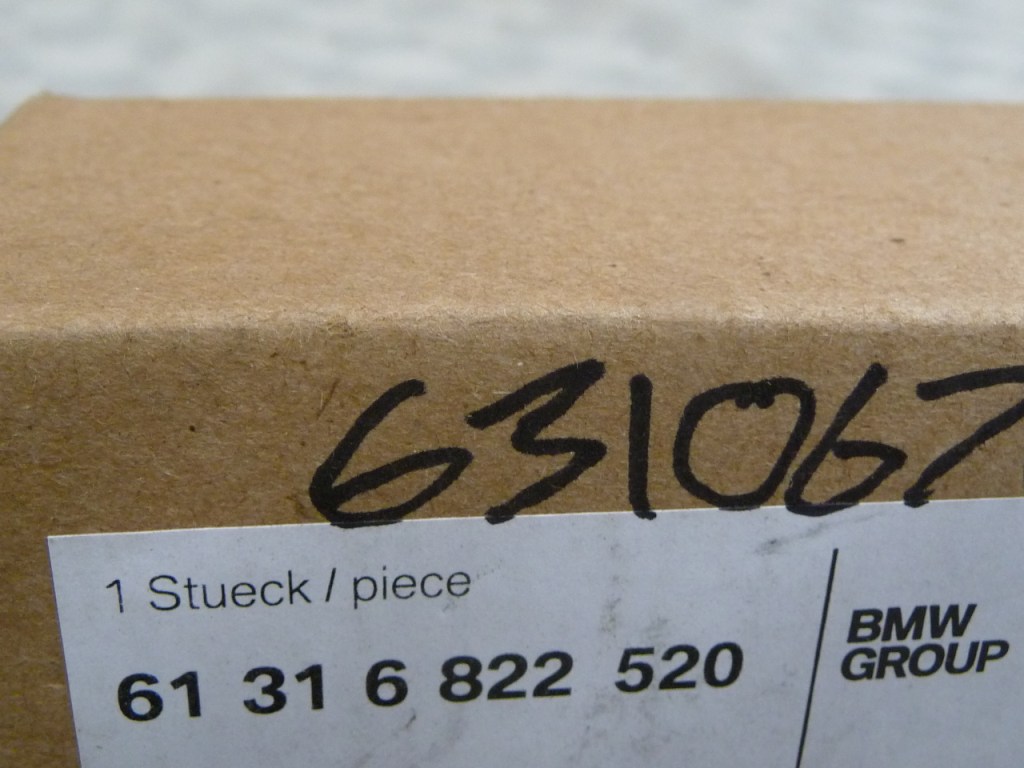 631067
1 Stueck / piece
61 31 6 822 520
BMW
GROUP